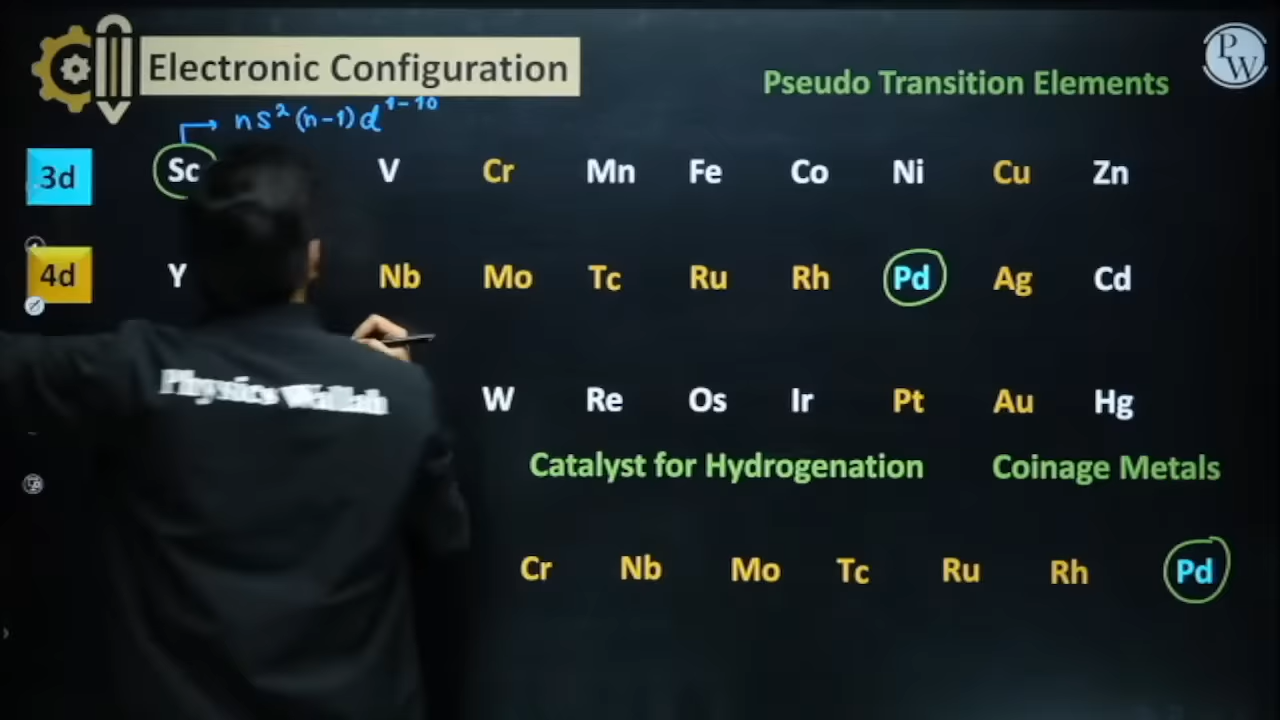 Electronic Configuration
Pseudo Transition Elements
PW
ns² (n-1) d¹⁻¹⁰
3d Sc V Cr Mn Fe Co Ni Cu Zn
4d Y Nb Mo Tc Ru Rh Pd Ag Cd
Physics Wallah
W Re Os Ir Pt Au Hg
Catalyst for Hydrogenation Coinage Metals
Cr Nb Mo Tc Ru Rh Pd